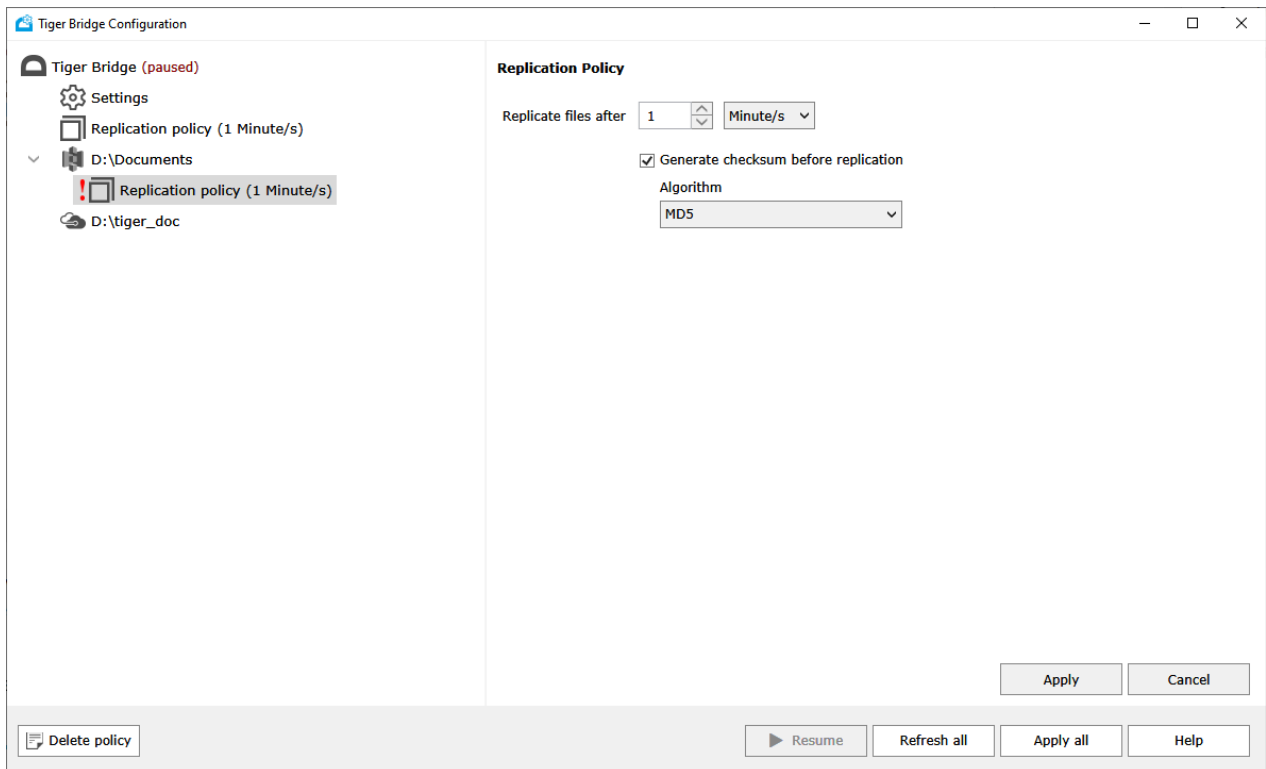 Tiger Bridge Configuration
Tiger Bridge (paused)
Settings
Replication policy (1 Minute/s)
D:\Documents
! Replication policy (1 Minute/s)
D:\tiger_doc
Replication Policy
Replicate files after 1 Minute/s
Generate checksum before replication
Algorithm
MD5
Apply Cancel
Delete policy Resume Refresh all Apply all Help